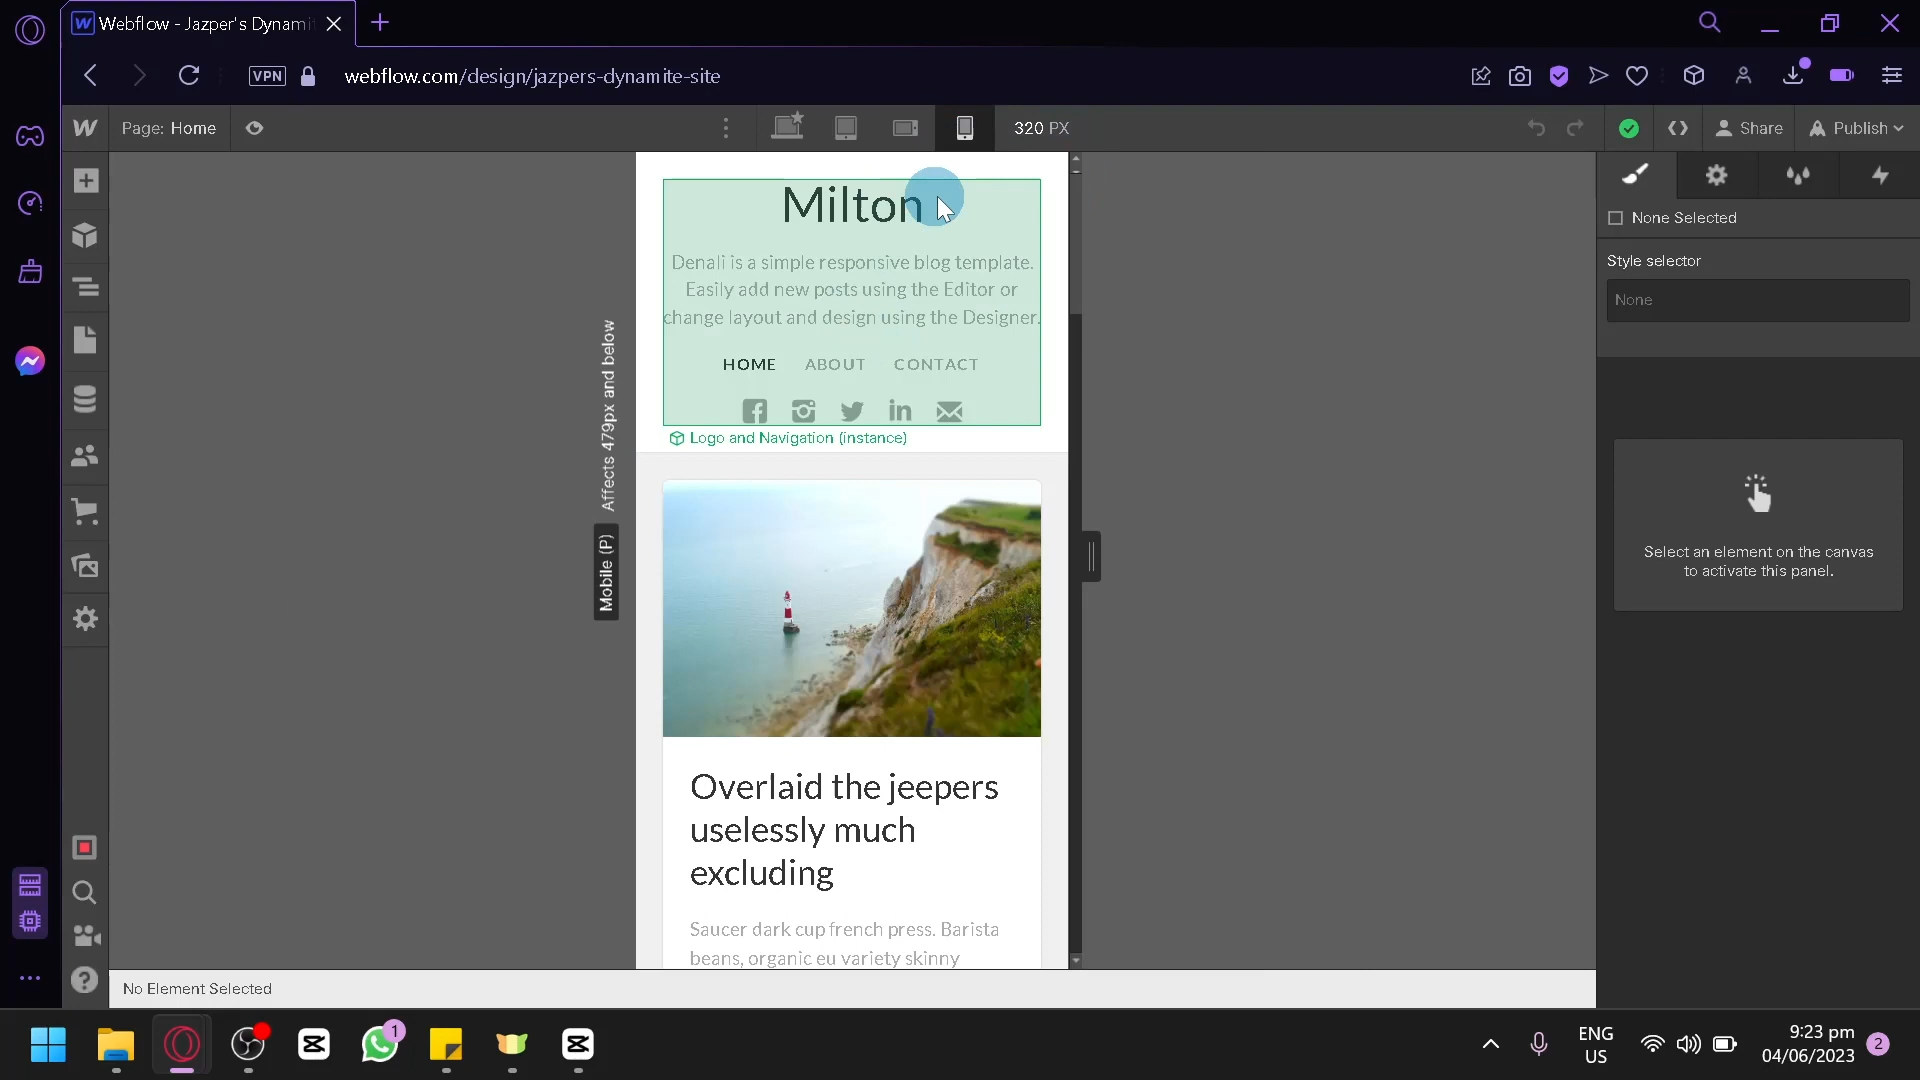 Webflow - Jazper's Dynami
VPN
webflow.com/design/jazpers-dynamite-site
Page: Home
320 PX
Share
Publish
None Selected
Style selector
None
Select an element on the canvas
to activate this panel.
Affects 479px and below
Mobile (P)
Milton
Denali is a simple responsive blog template.
Easily add new posts using the Editor or
change layout and design using the Designer.
HOME ABOUT CONTACT
Logo and Navigation (instance)
Overlaid the jeepers
uselessly much
excluding
Saucer dark cup french press. Barista
beans, organic eu variety skinny
No Element Selected
1
ENG
US
9:23 pm
04/06/2023
2